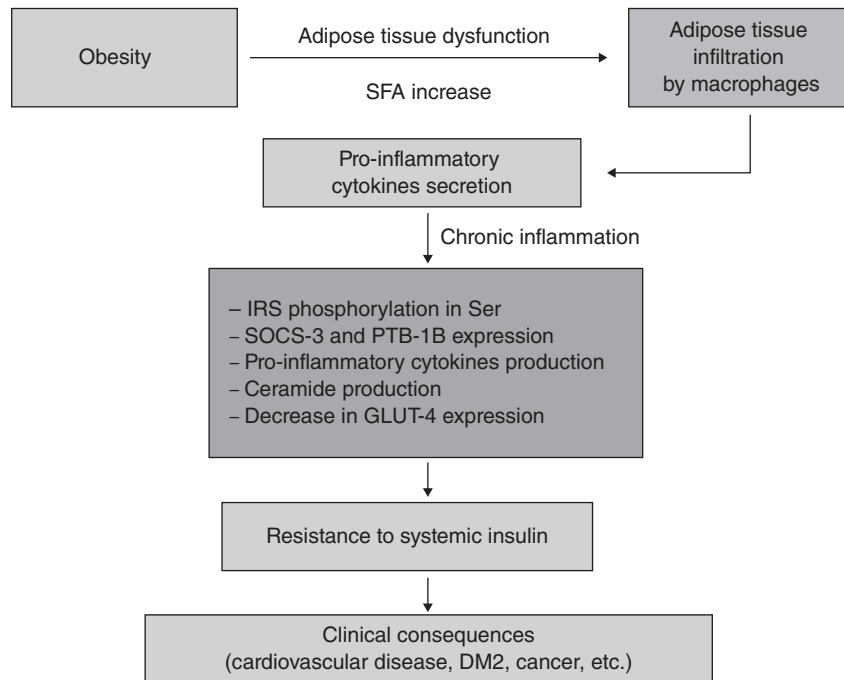 Obesity
Adipose tissue dysfunction
SFA increase
Adipose tissue
infiltration
by macrophages
Pro-inflammatory
cytokines secretion
Chronic inflammation
– IRS phosphorylation in Ser
– SOCS-3 and PTB-1B expression
– Pro-inflammatory cytokines production
– Ceramide production
– Decrease in GLUT-4 expression
Resistance to systemic insulin
Clinical consequences
(cardiovascular disease, DM2, cancer, etc.)